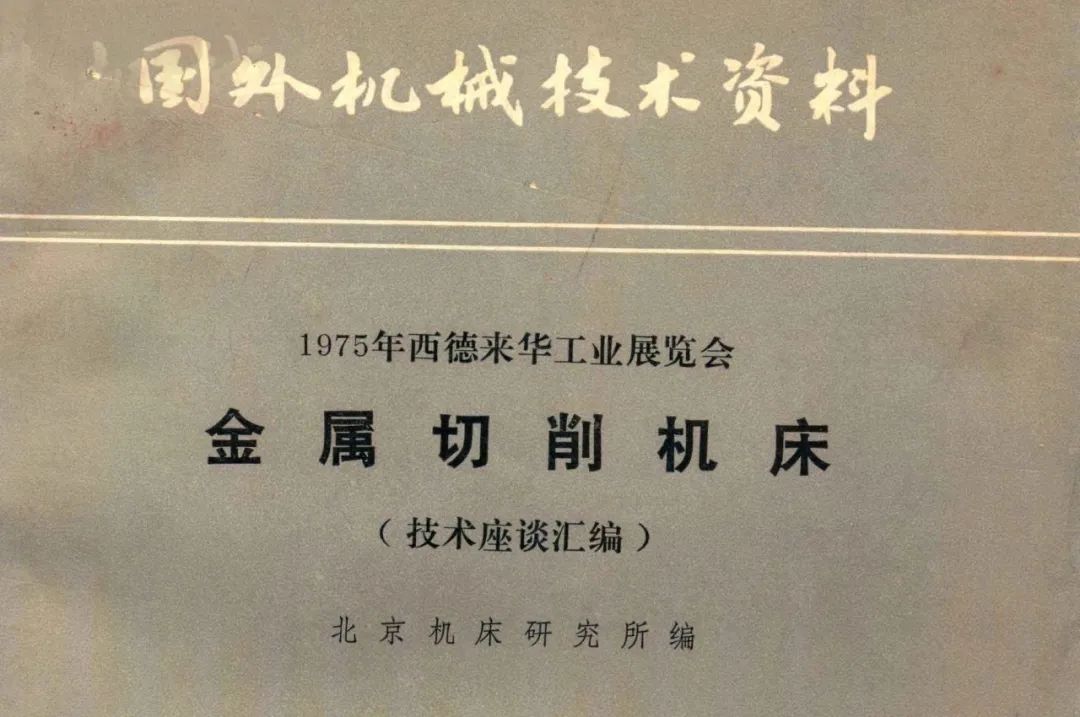 国外机械技术资料
1975年西德来华工业展览会
金属切削机床
（技术座谈汇编）
北京机床研究所编